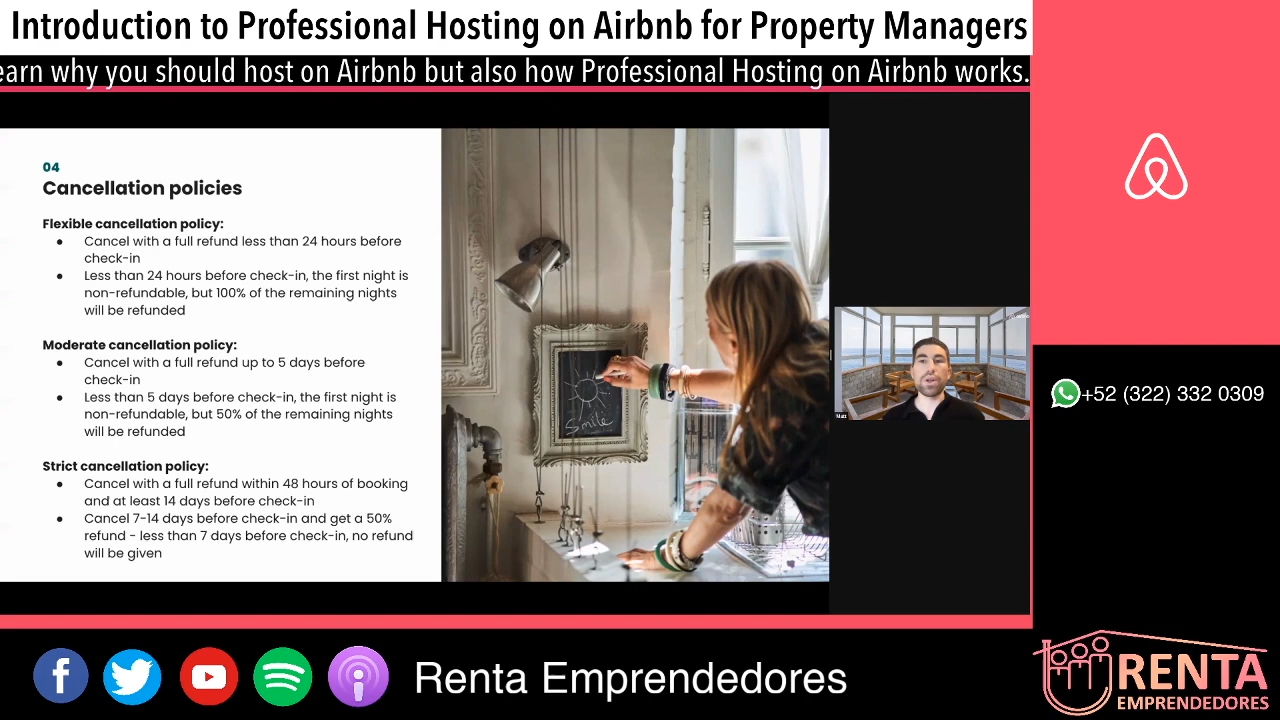 Introduction to Professional Hosting on Airbnb for Property Managers
earn why you should host on Airbnb but also how Professional Hosting on Airbnb works.
04
Cancellation policies
Flexible cancellation policy:
● Cancel with a full refund less than 24 hours before
check-in
● Less than 24 hours before check-in, the first night is
non-refundable, but 100% of the remaining nights
will be refunded
Moderate cancellation policy:
● Cancel with a full refund up to 5 days before
check-in
● Less than 5 days before check-in, the first night is
non-refundable, but 50% of the remaining nights
will be refunded
Strict cancellation policy:
● Cancel with a full refund within 48 hours of booking
and at least 14 days before check-in
● Cancel 7-14 days before check-in and get a 50%
refund - less than 7 days before check-in, no refund
will be given
Smile
Matt
+52 (322) 332 0309
Renta Emprendedores
RENTA
EMPRENDEDORES